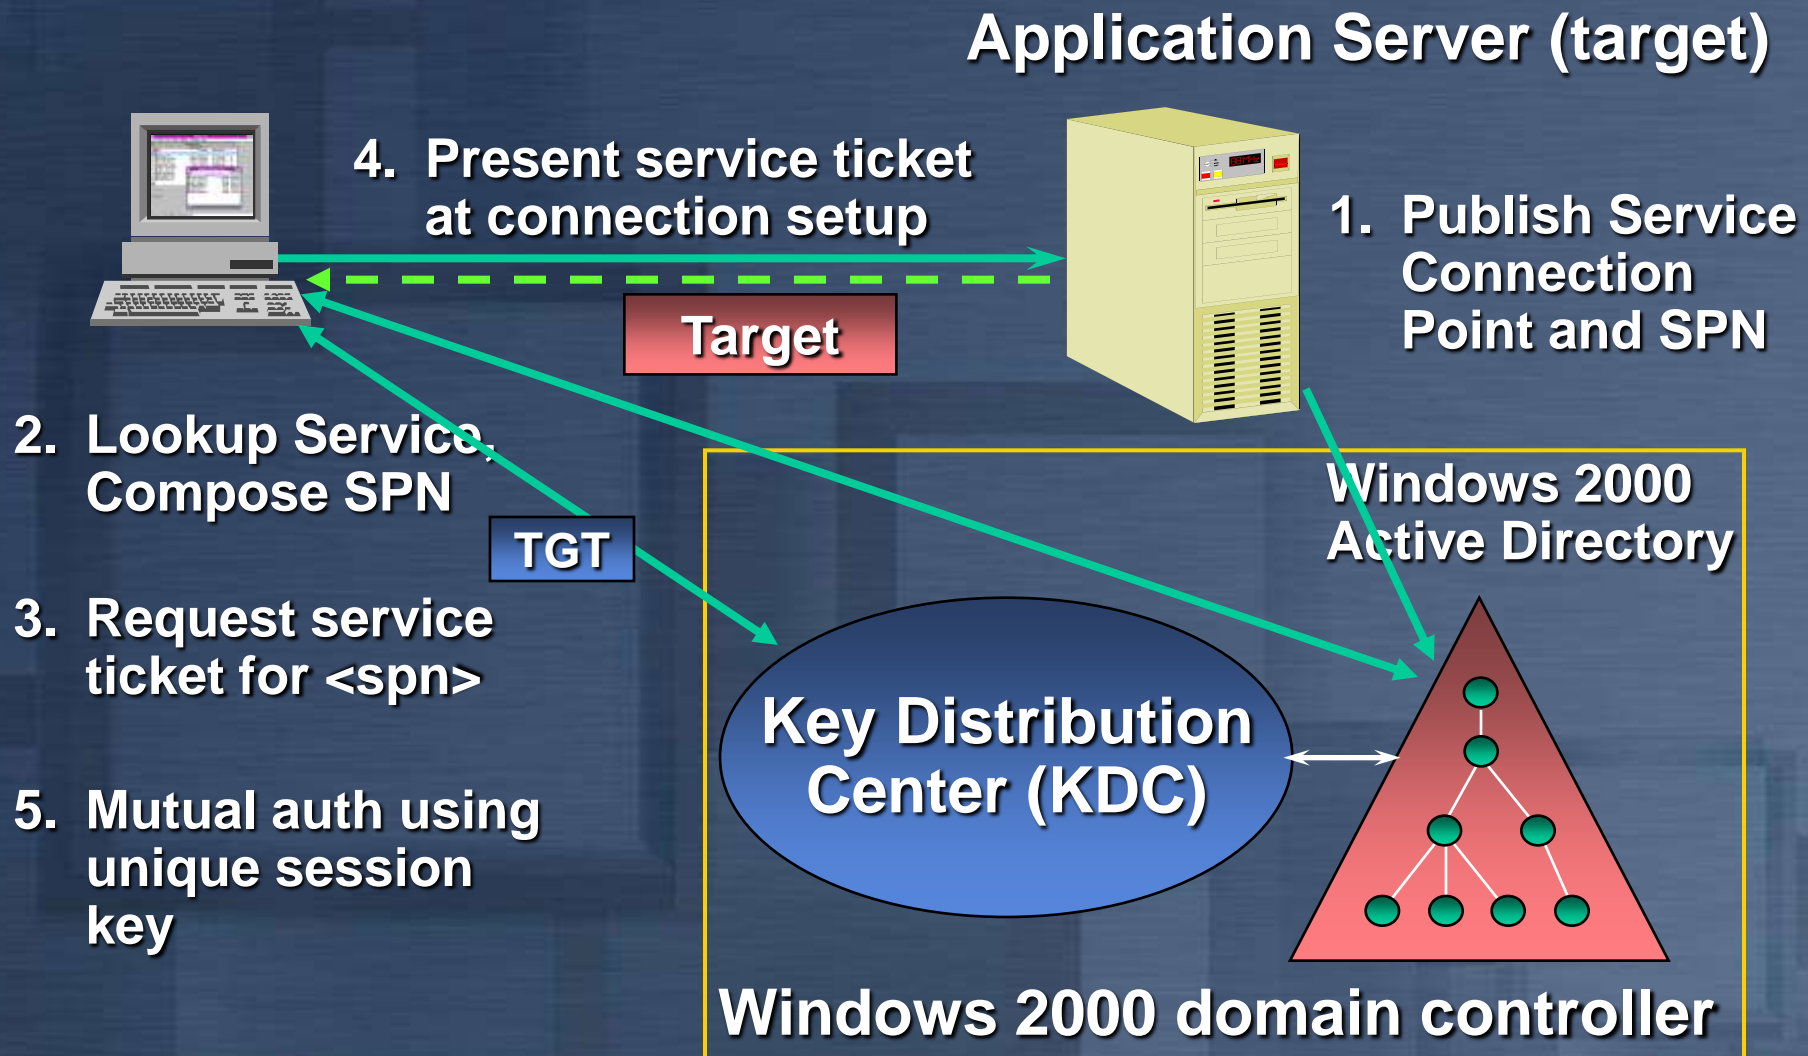 Application Server (target)
4. Present service ticket
at connection setup
1. Publish Service
Connection
Point and SPN
Target
2. Lookup Service,
Compose SPN
Windows 2000
Active Directory
TGT
3. Request service
ticket for <spn>
Key Distribution
Center (KDC)
5. Mutual auth using
unique session
key
Windows 2000 domain controller